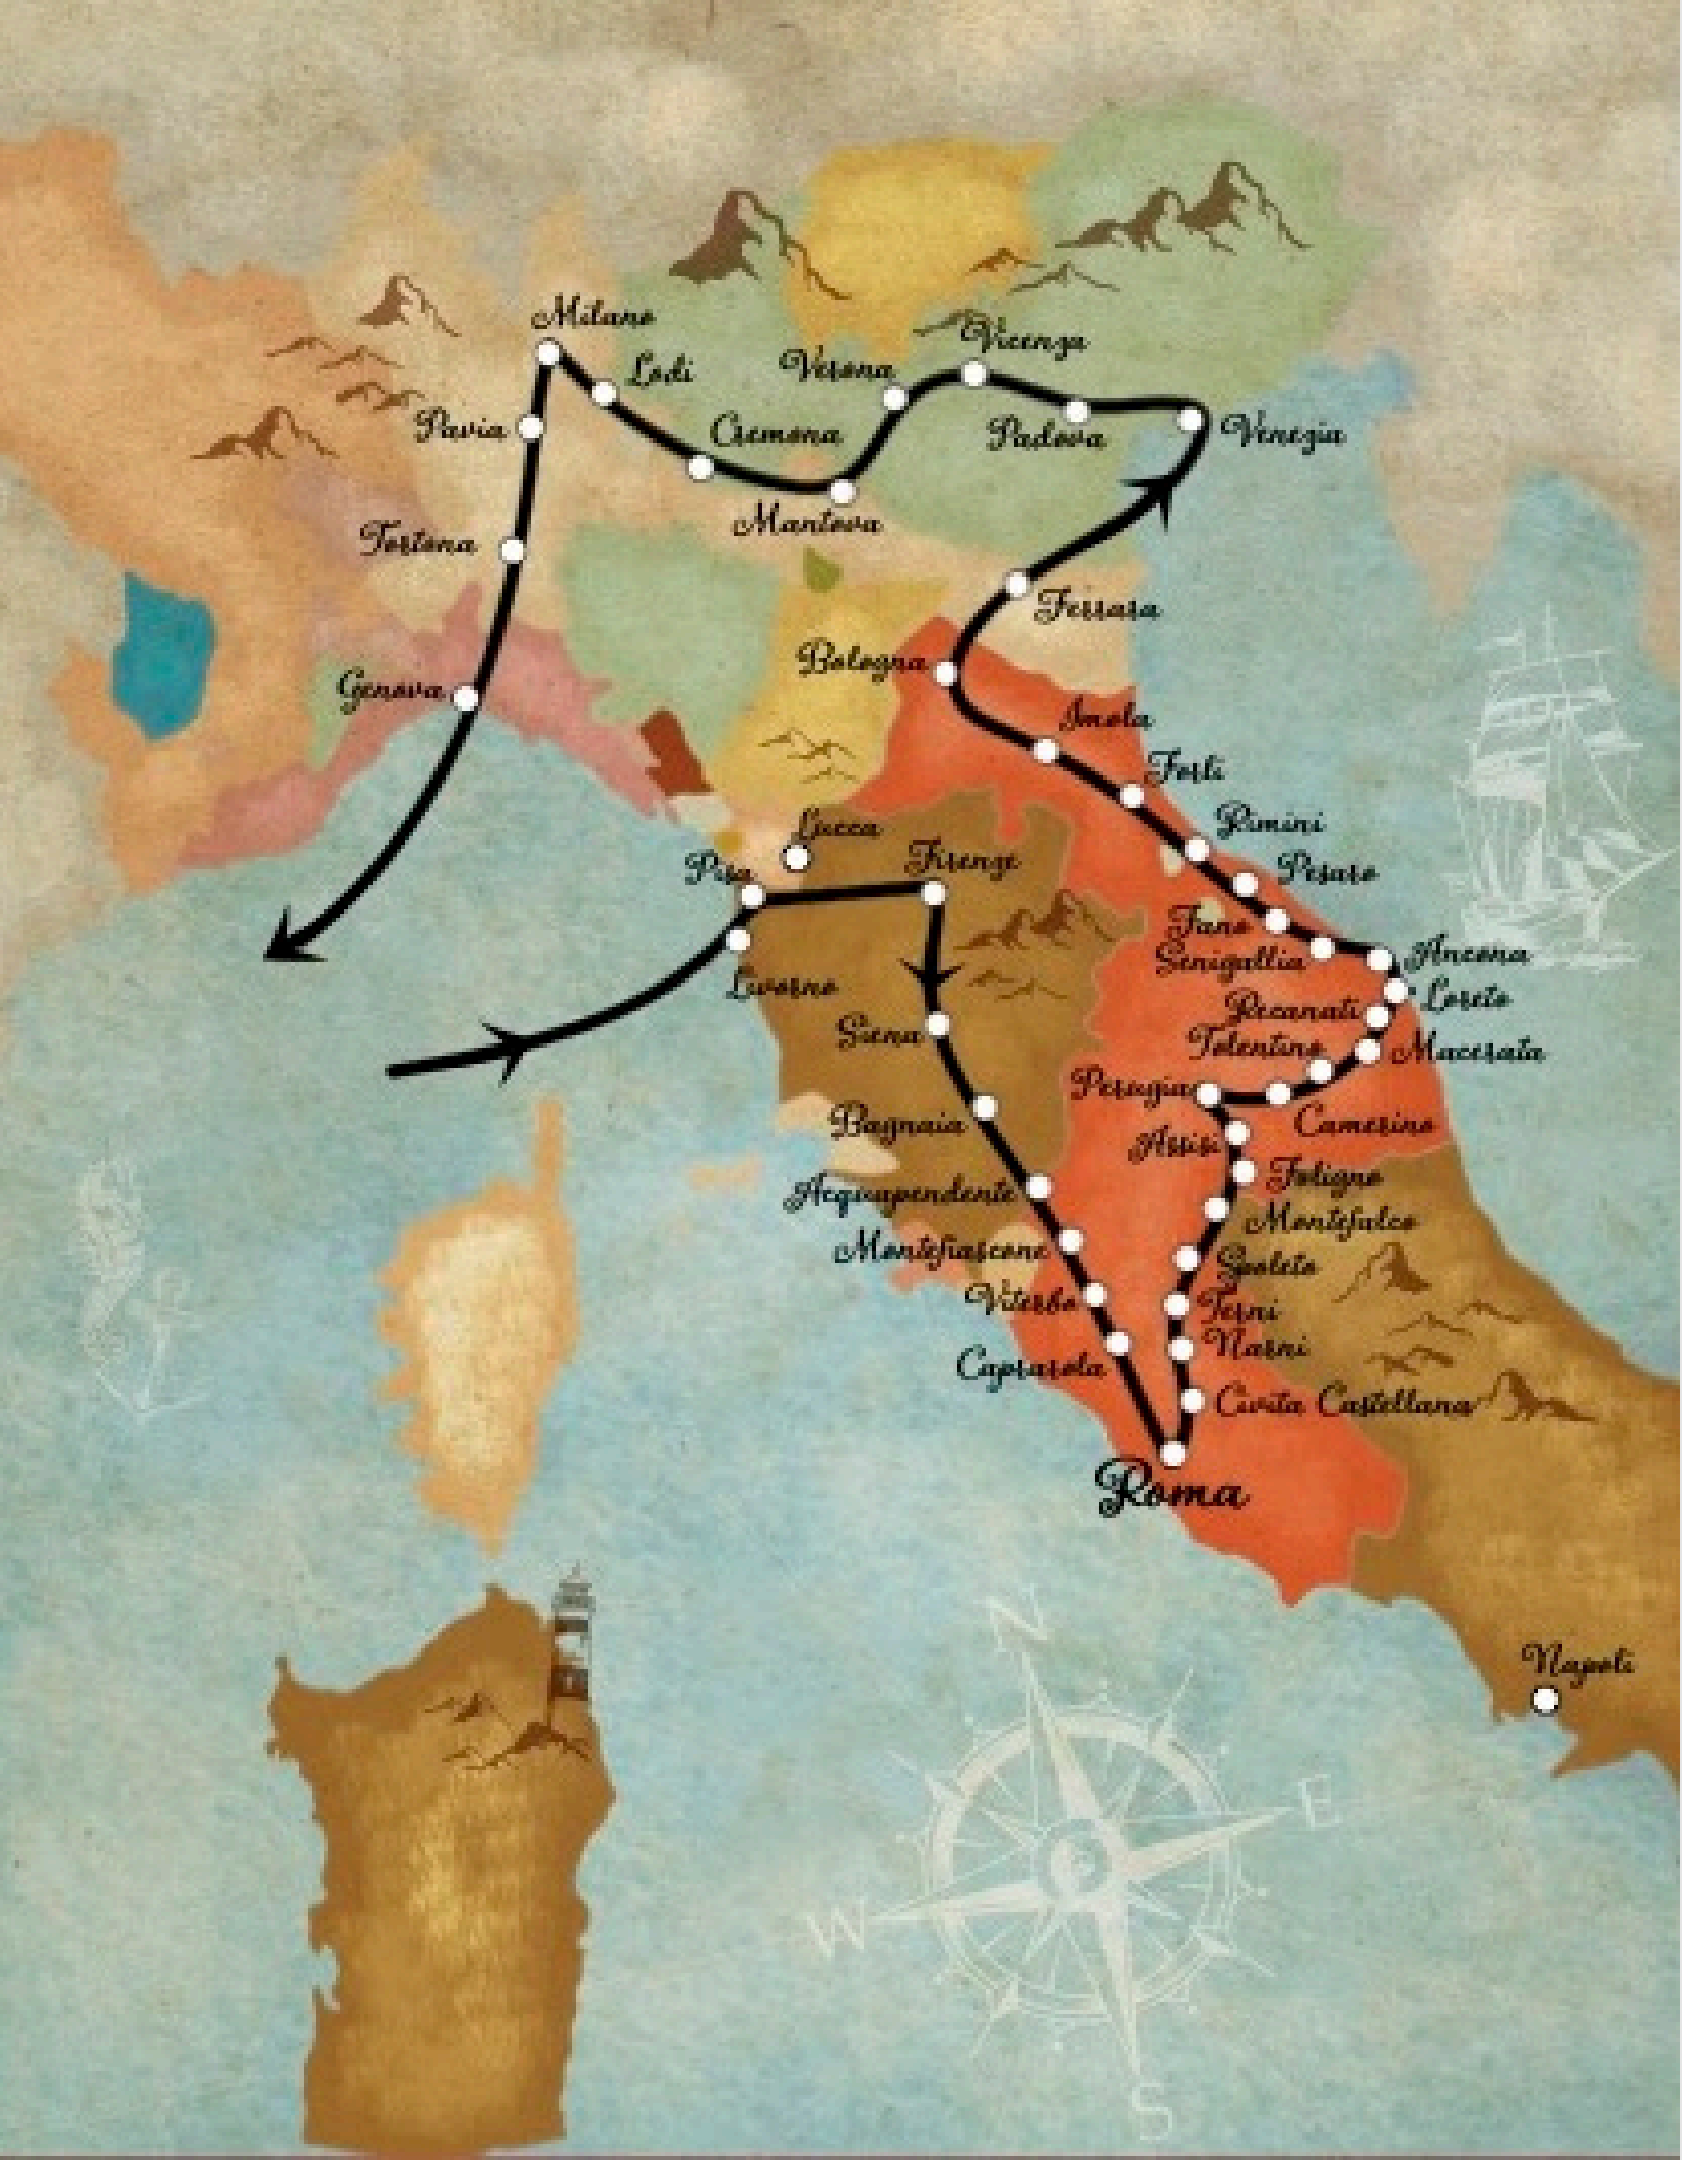 Milano
Vicenza
Lodi
Verona
Pavia
Cremona
Padova
Venezia
Mantova
Tortona
Ferrara
Bologna
Genova
Imola
Forlì
Rimini
Lucca
Firenze
Pisa
Pesaro
Fano
Senigallia
Ancona
Livorno
Loreto
Recanati
Siena
Tolentino
Macerata
Perugia
Bagnaia
Camerino
Assisi
Foligno
Acquapendente
Montefalco
Montefiascone
Spoleto
Viterbo
Terni
Narni
Caprarola
Civita Castellana
Roma
N
Napoli
E
W
S